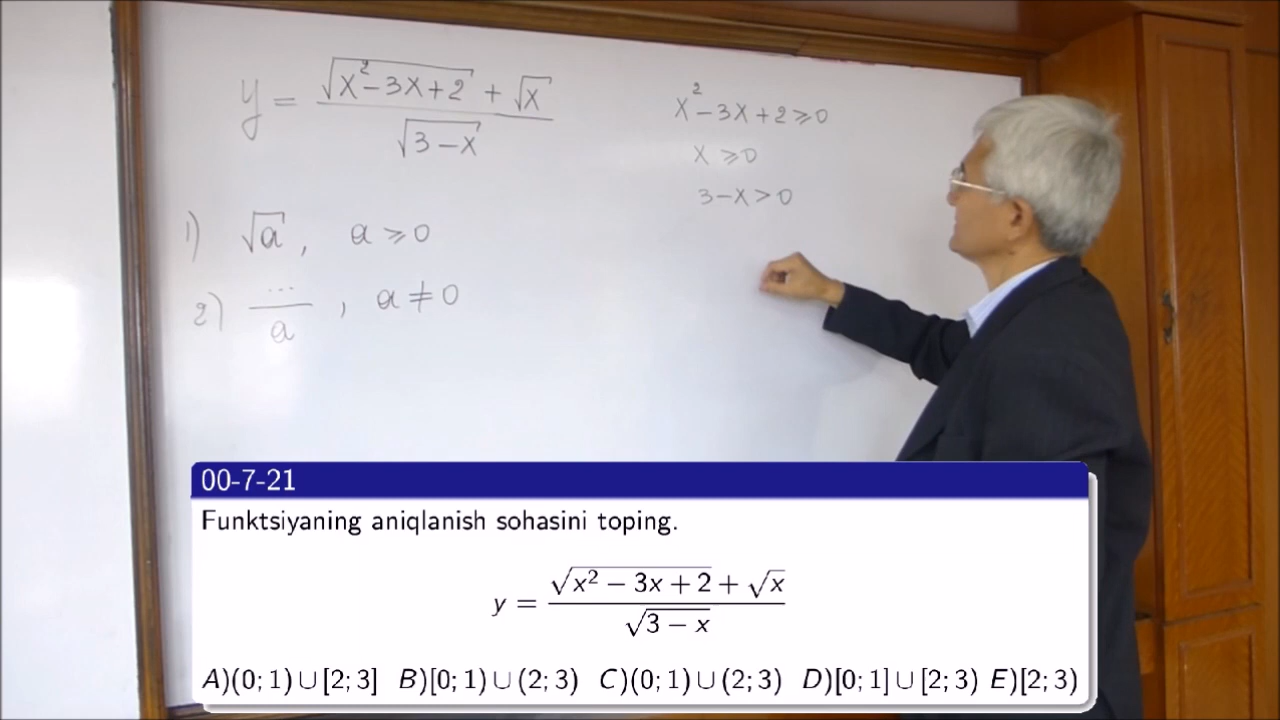 y = (√(x² - 3x + 2) + √x) / √(3 - x)
x² - 3x + 2 ≥ 0
x ≥ 0
3 - x > 0
1) √a , a ≥ 0
2) ... / a , a ≠ 0
00-7-21
Funktsiyaning aniqlanish sohasini toping.
y = (√(x² − 3x + 2) + √x) / √(3 − x)
A)(0; 1) ∪ [2; 3] B)[0; 1) ∪ (2; 3) C)(0; 1) ∪ (2; 3) D)[0; 1] ∪ [2; 3) E)[2; 3)